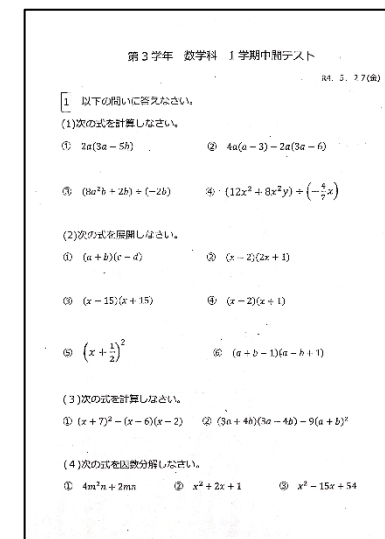 第3学年 数学科 1学期中間テスト
R4. 5. 27(金)
1 以下の問いに答えなさい。
(1)次の式を計算しなさい。
① 2a(3a − 5b) ② 4a(a − 3) − 2a(3a − 6)
③ (8a²b + 2b) ÷ (−2b) ④ (12x² + 8x²y) ÷ (−4/7 x)
(2)次の式を展開しなさい。
① (a + b)(c − d) ② (x − 2)(2x + 1)
③ (x − 15)(x + 15) ④ (x − 2)(x + 1)
⑤ (x + 1/2)² ⑥ (a + b − 1)(a − b + 1)
(3)次の式を計算しなさい。
① (x + 7)² − (x − 6)(x − 2) ② (3a + 4b)(3a − 4b) − 9(a + b)²
(4)次の式を因数分解しなさい。
① 4m²n + 2mn ② x² + 2x + 1 ③ x² − 15x + 54